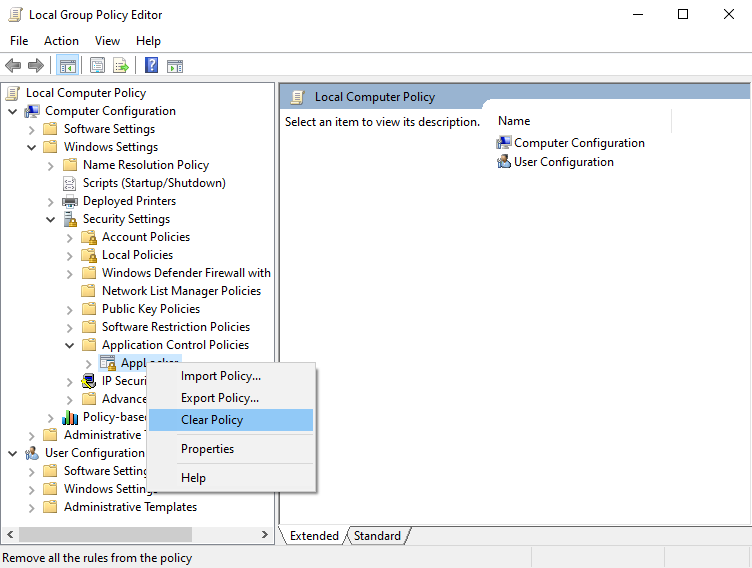 Local Group Policy Editor
File Action View Help
Local Computer Policy
Computer Configuration
Software Settings
Windows Settings
Name Resolution Policy
Scripts (Startup/Shutdown)
Deployed Printers
Security Settings
Account Policies
Local Policies
Windows Defender Firewall with
Network List Manager Policies
Public Key Policies
Software Restriction Policies
Application Control Policies
AppLocker
IP Securi
Advance
Policy-base
Administrative
User Configuration
Software Setting
Windows Settings
Administrative Templates
Import Policy...
Export Policy...
Clear Policy
Properties
Help
Local Computer Policy
Select an item to view its description.
Name
Computer Configuration
User Configuration
Extended Standard
Remove all the rules from the policy